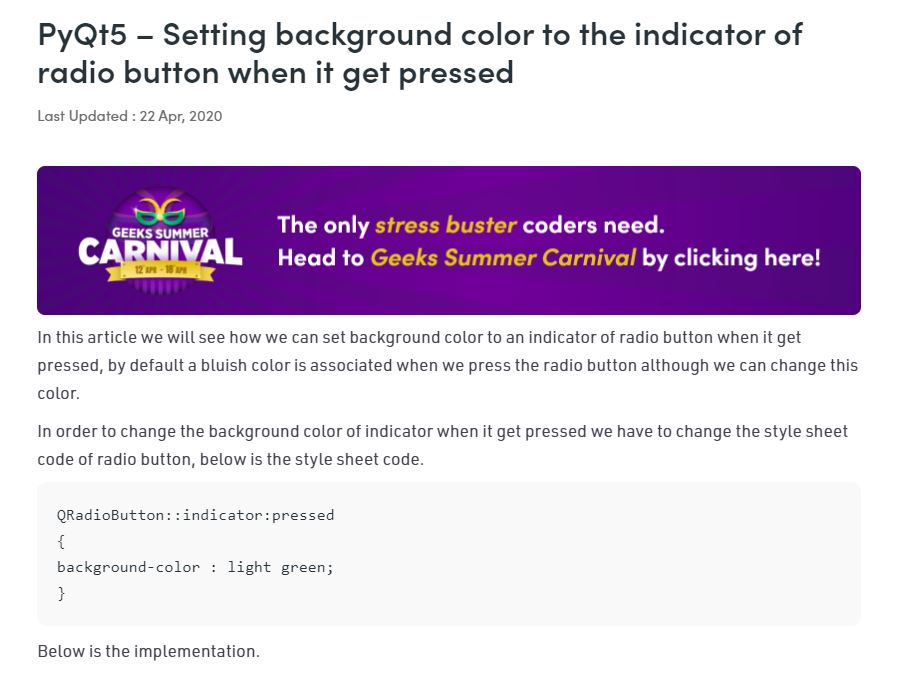 PyQt5 – Setting background color to the indicator of
radio button when it get pressed
Last Updated : 22 Apr, 2020
GEEKS SUMMER
CARNIVAL
12 APR - 18 APR
The only stress buster coders need.
Head to Geeks Summer Carnival by clicking here!
In this article we will see how we can set background color to an indicator of radio button when it get
pressed, by default a bluish color is associated when we press the radio button although we can change this
color.
In order to change the background color of indicator when it get pressed we have to change the style sheet
code of radio button, below is the style sheet code.
QRadioButton::indicator:pressed
{
background-color : light green;
}
Below is the implementation.